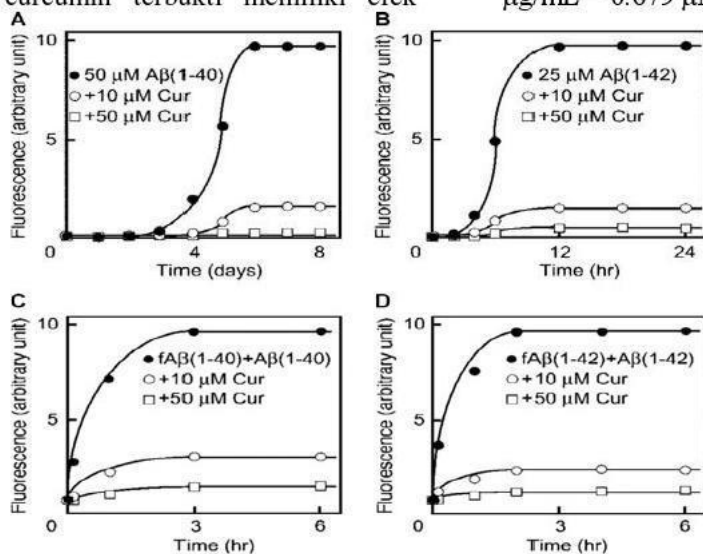 curcumin terbukti memiliki efek
µg/mL 0.679
A
10
5
0
Fluorescence (arbitrary unit)
50 µM Aβ(1-40)
+10 µM Cur
+50 µM Cur
0
4
8
Time (days)
B
10
5
0
Fluorescence (arbitrary unit)
25 µM Aβ(1-42)
+10 µM Cur
+50 µM Cur
0
12
24
Time (hr)
C
10
5
Fluorescence (arbitrary unit)
fAβ(1-40)+Aβ(1-40)
+10 µM Cur
+50 µM Cur
0
3
6
Time (hr)
D
10
5
Fluorescence (arbitrary unit)
fAβ(1-42)+Aβ(1-42)
+10 µM Cur
+50 µM Cur
0
3
6
Time (hr)